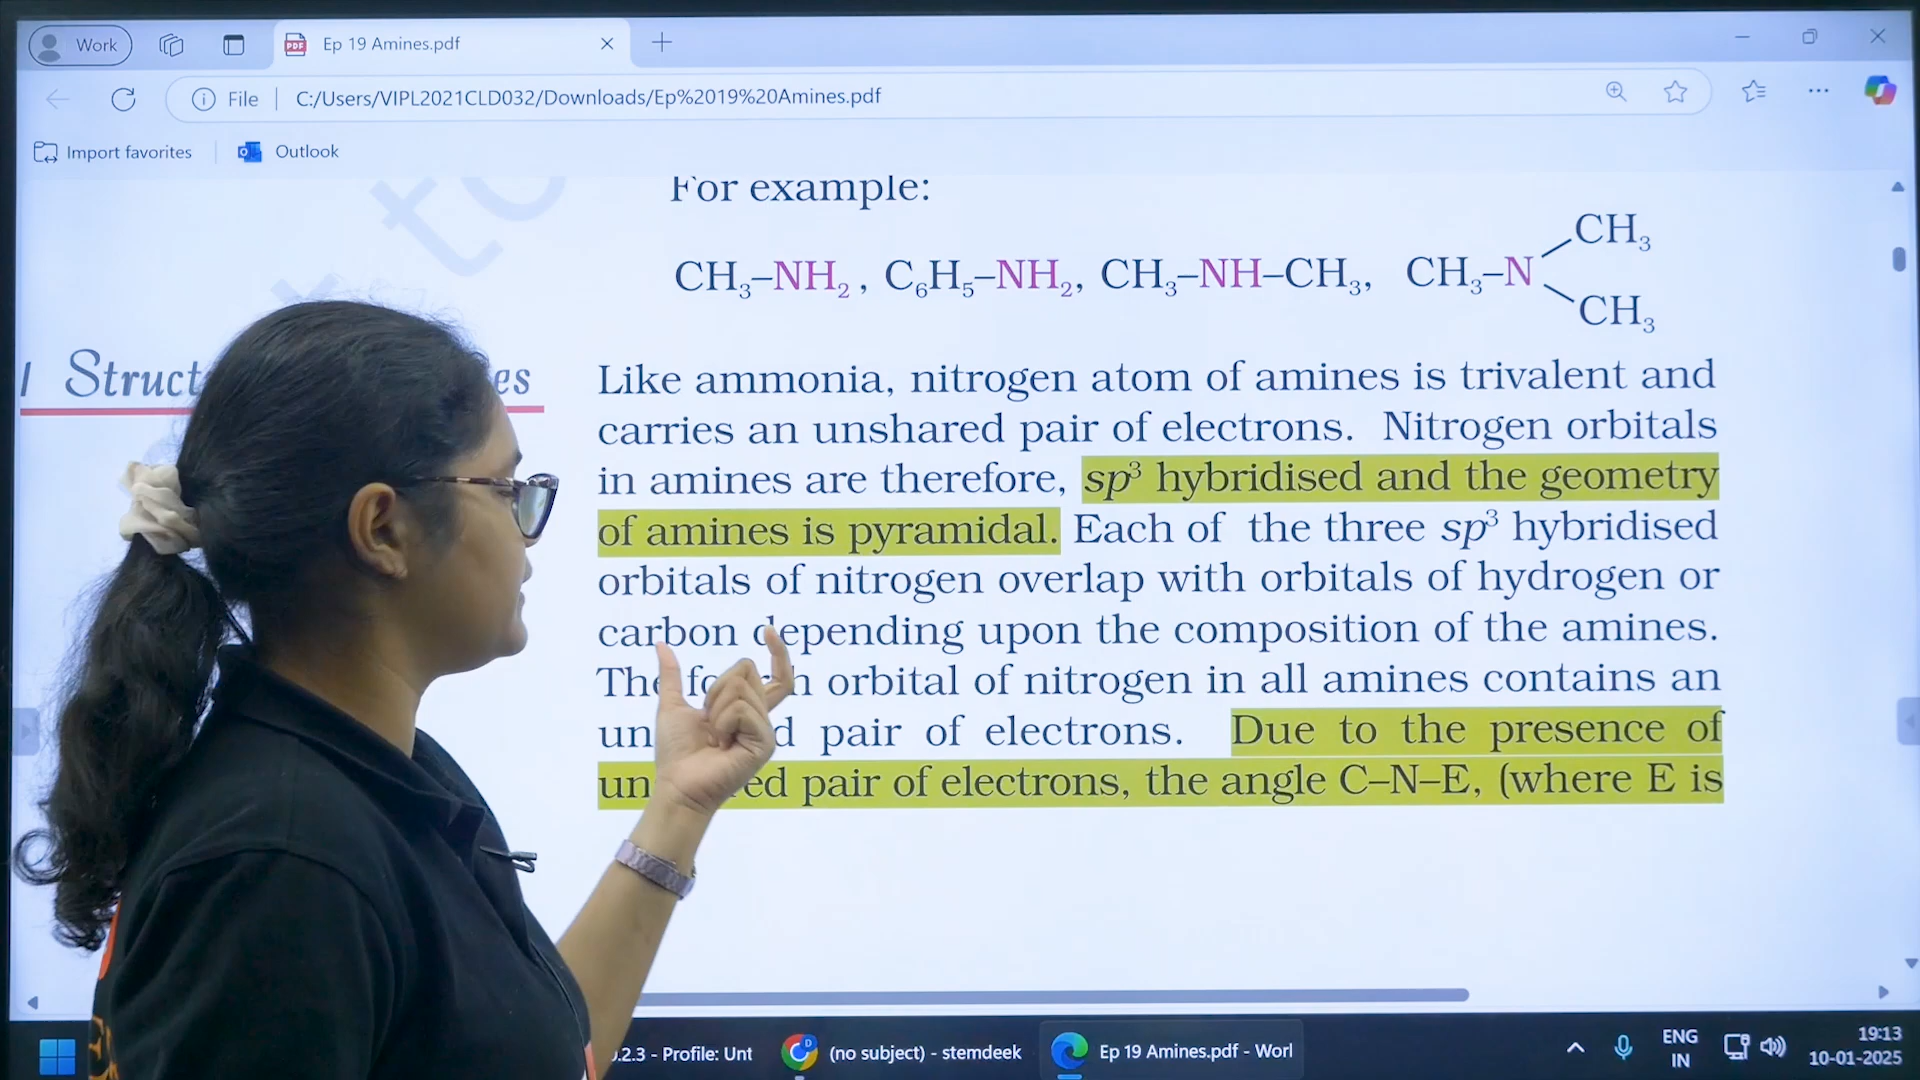 Work
Ep 19 Amines.pdf
File
C:/Users/VIPL2021CLD032/Downloads/Ep%2019%20Amines.pdf
Import favorites
Outlook
For example:
CH₃–NH₂, C₆H₅–NH₂, CH₃–NH–CH₃, CH₃–N
CH₃
CH₃
Like ammonia, nitrogen atom of amines is trivalent and
carries an unshared pair of electrons. Nitrogen orbitals
in amines are therefore, sp³ hybridised and the geometry
of amines is pyramidal. Each of the three sp³ hybridised
orbitals of nitrogen overlap with orbitals of hydrogen or
carbon depending upon the composition of the amines.
The orbital of nitrogen in all amines contains an
pair of electrons. Due to the presence of
pair of electrons, the angle C–N–E, (where E is
.2.3 - Profile: Unt
(no subject) - stemdeek
Ep 19 Amines.pdf - Worl
ENG
IN
19:13
10-01-2025